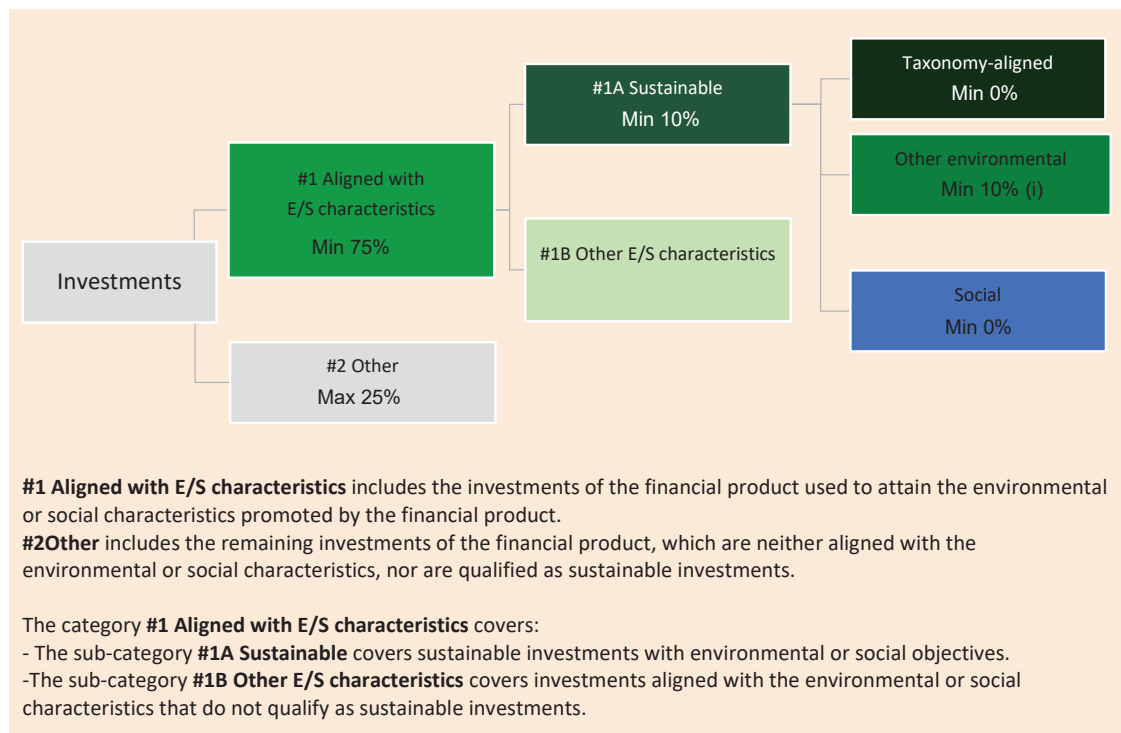 Investments
#1 Aligned with
E/S characteristics
Min 75%
#2 Other
Max 25%
#1A Sustainable
Min 10%
#1B Other E/S characteristics
Taxonomy-aligned
Min 0%
Other environmental
Min 10% (i)
Social
Min 0%
#1 Aligned with E/S characteristics includes the investments of the financial product used to attain the environmental
or social characteristics promoted by the financial product.
#2Other includes the remaining investments of the financial product, which are neither aligned with the
environmental or social characteristics, nor are qualified as sustainable investments.
The category #1 Aligned with E/S characteristics covers:
- The sub-category #1A Sustainable covers sustainable investments with environmental or social objectives.
-The sub-category #1B Other E/S characteristics covers investments aligned with the environmental or social
characteristics that do not qualify as sustainable investments.